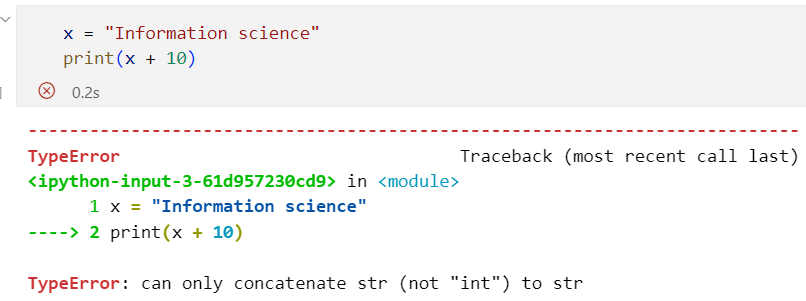 x = "Information science"
print(x + 10)
0.2s
---------------------------------------------------------------------------
TypeError                                 Traceback (most recent call last)
<ipython-input-3-61d957230cd9> in <module>
      1 x = "Information science"
----> 2 print(x + 10)
TypeError: can only concatenate str (not "int") to str